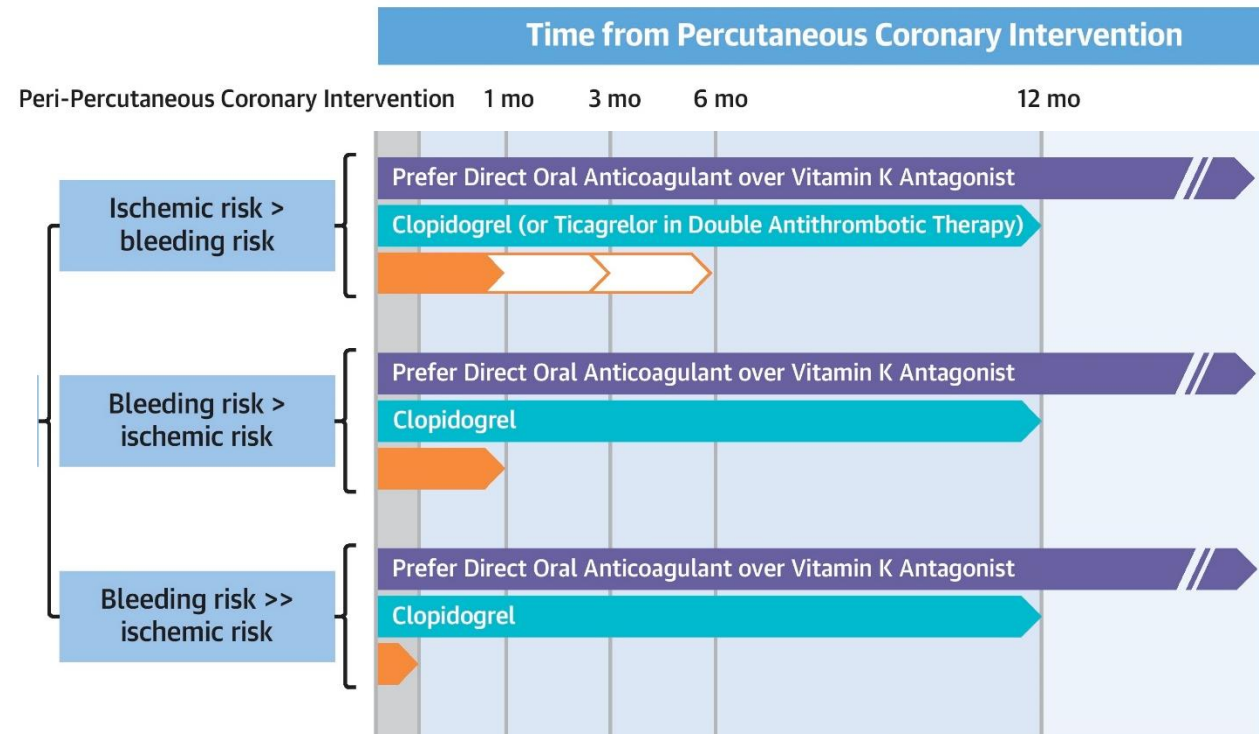 Time from Percutaneous Coronary Intervention
Peri-Percutaneous Coronary Intervention 1 mo 3 mo 6 mo 12 mo
Ischemic risk >
bleeding risk
Prefer Direct Oral Anticoagulant over Vitamin K Antagonist
Clopidogrel (or Ticagrelor in Double Antithrombotic Therapy)
Bleeding risk >
ischemic risk
Prefer Direct Oral Anticoagulant over Vitamin K Antagonist
Clopidogrel
Bleeding risk >>
ischemic risk
Prefer Direct Oral Anticoagulant over Vitamin K Antagonist
Clopidogrel